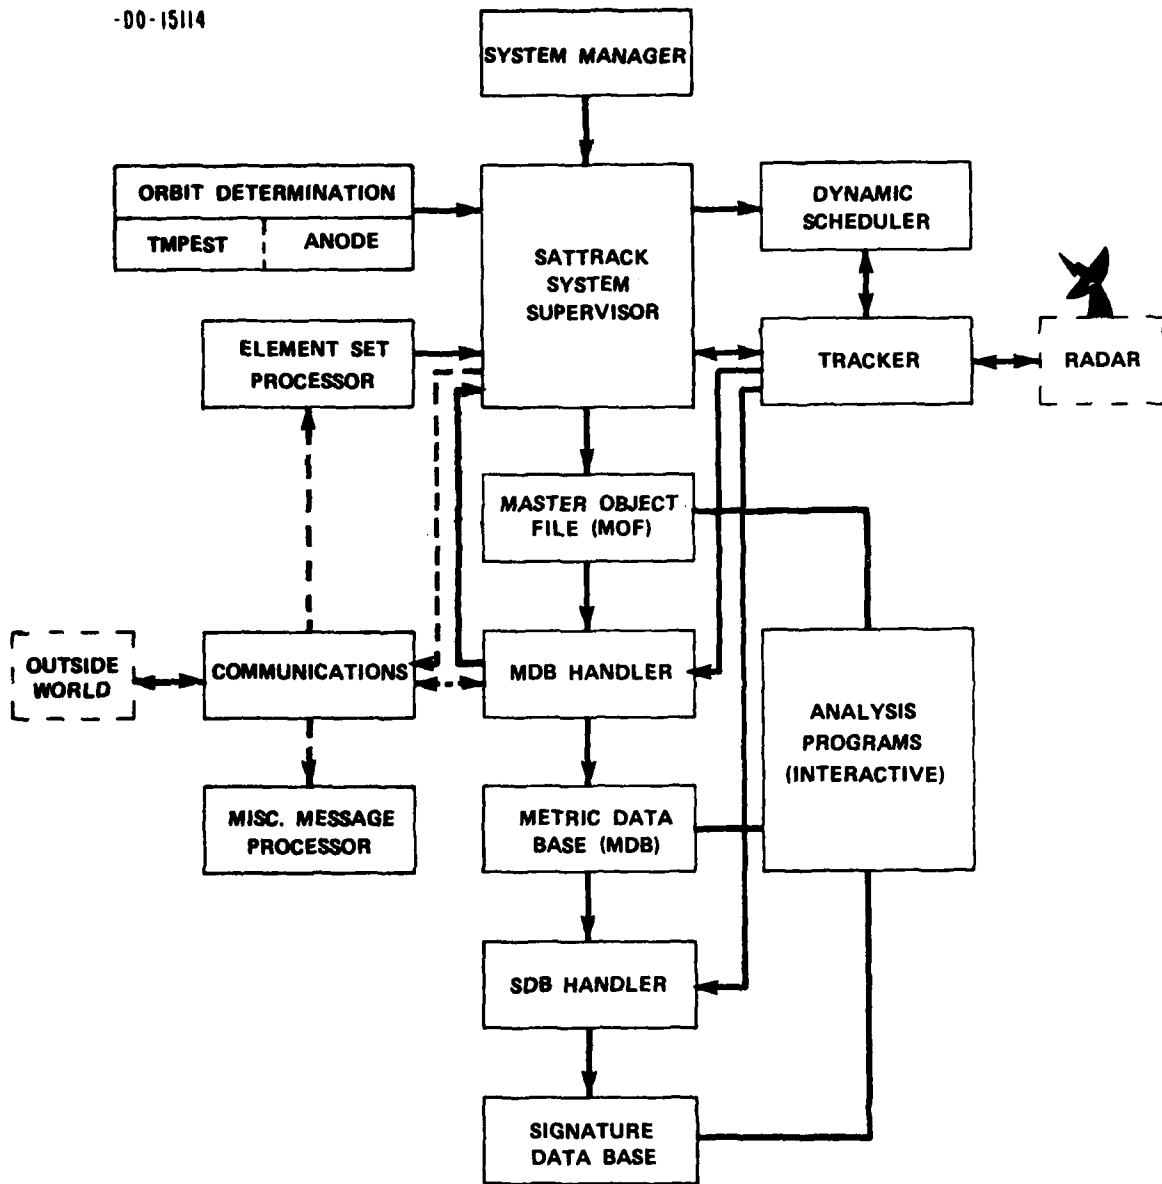 -DO-15114
SYSTEM MANAGER
ORBIT DETERMINATION
TMPEST
ANODE
SATTRACK
SYSTEM
SUPERVISOR
DYNAMIC
SCHEDULER
ELEMENT SET
PROCESSOR
TRACKER
RADAR
MASTER OBJECT
FILE (MOF)
OUTSIDE
WORLD
COMMUNICATIONS
MDB HANDLER
ANALYSIS
PROGRAMS
(INTERACTIVE)
MISC. MESSAGE
PROCESSOR
METRIC DATA
BASE (MDB)
SDB HANDLER
SIGNATURE
DATA BASE